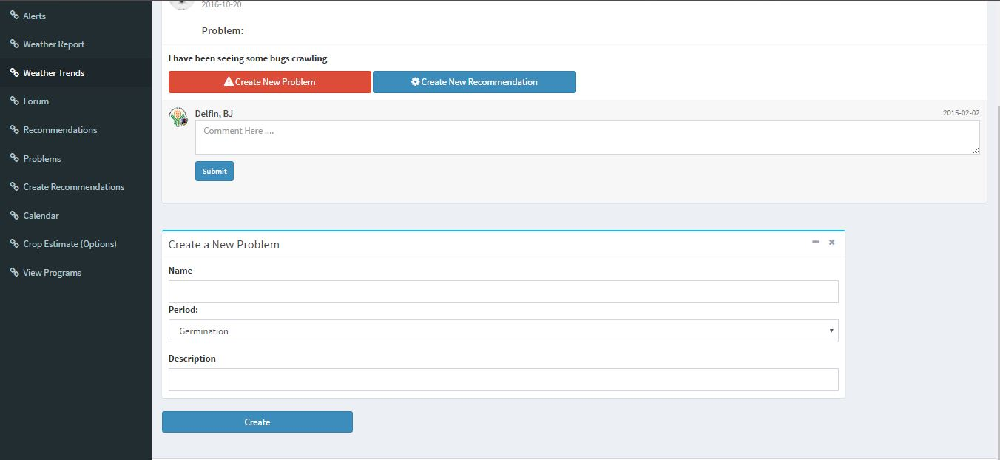 Alerts
Weather Report
Weather Trends
Forum
Recommendations
Problems
Create Recommendations
Calendar
Crop Estimate (Options)
View Programs
2016-10-20
Problem:
I have been seeing some bugs crawling
Create New Problem
Create New Recommendation
Delfin, BJ
2015-02-02
Comment Here ....
Submit
Create a New Problem
Name
Period:
Germination
Description
Create